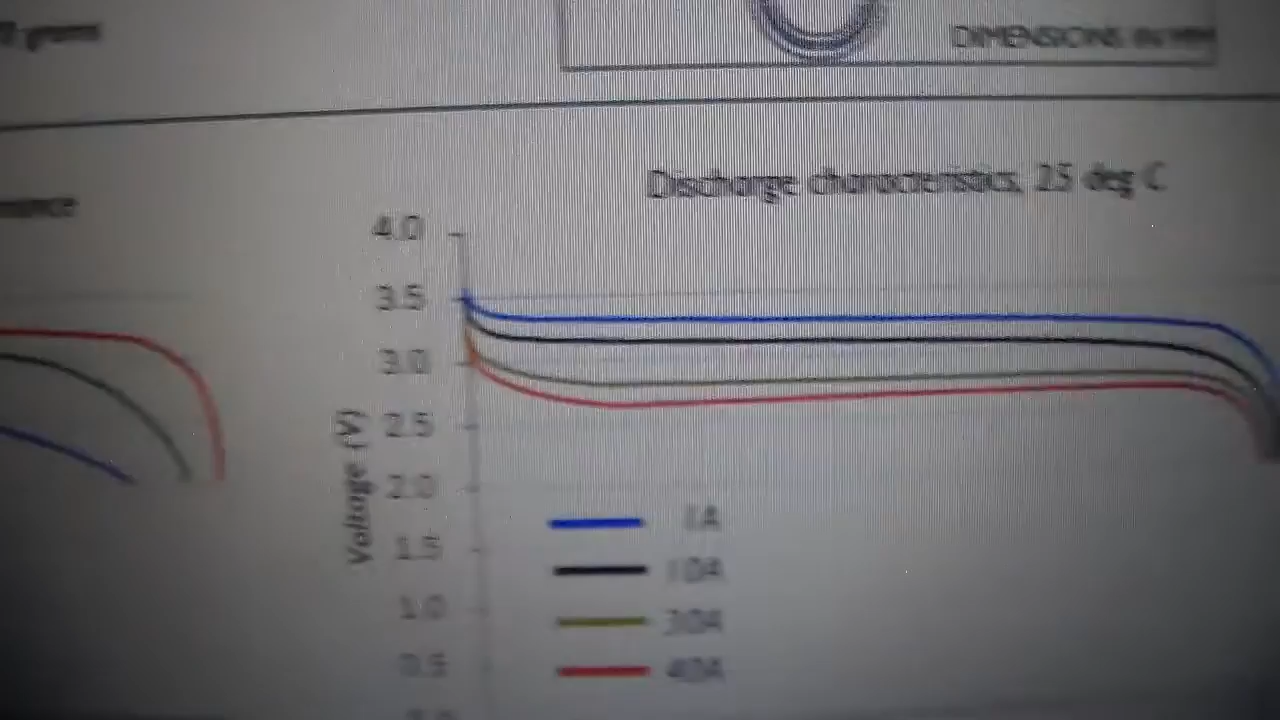 DIMENSIONS IN MM
Discharge characteristics, 25 deg C
4.0
3.5
3.0
2.5
2.0
1.5
1.0
0.5
Voltage (V)
1A
10A
30A
40A